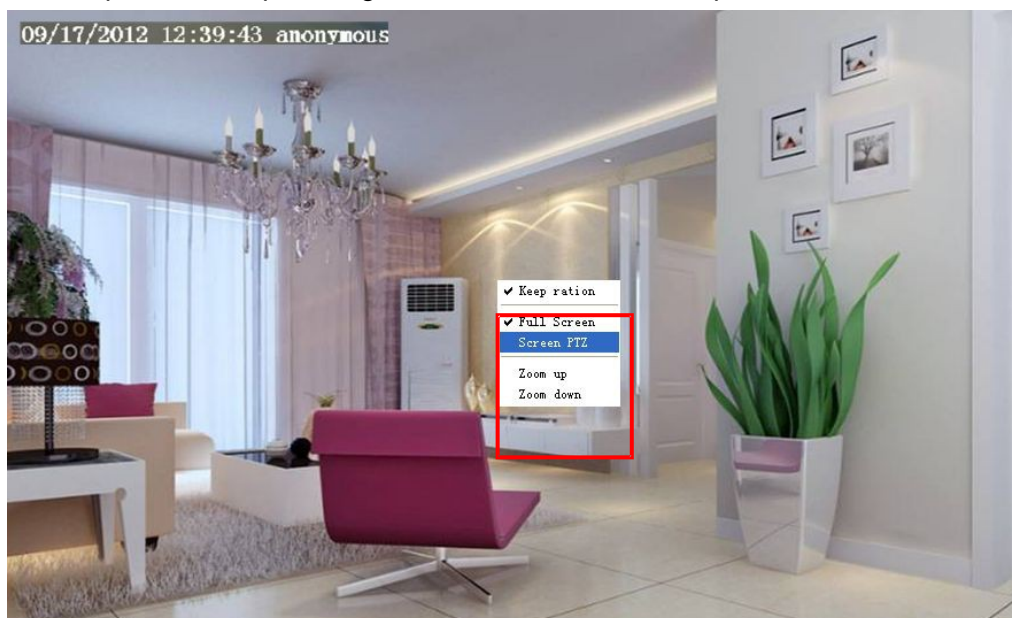 09/17/2012 12:39:43 anonymous
✔ Keep ration
✔ Full Screen
Screen PTZ
Zoom up
Zoom down